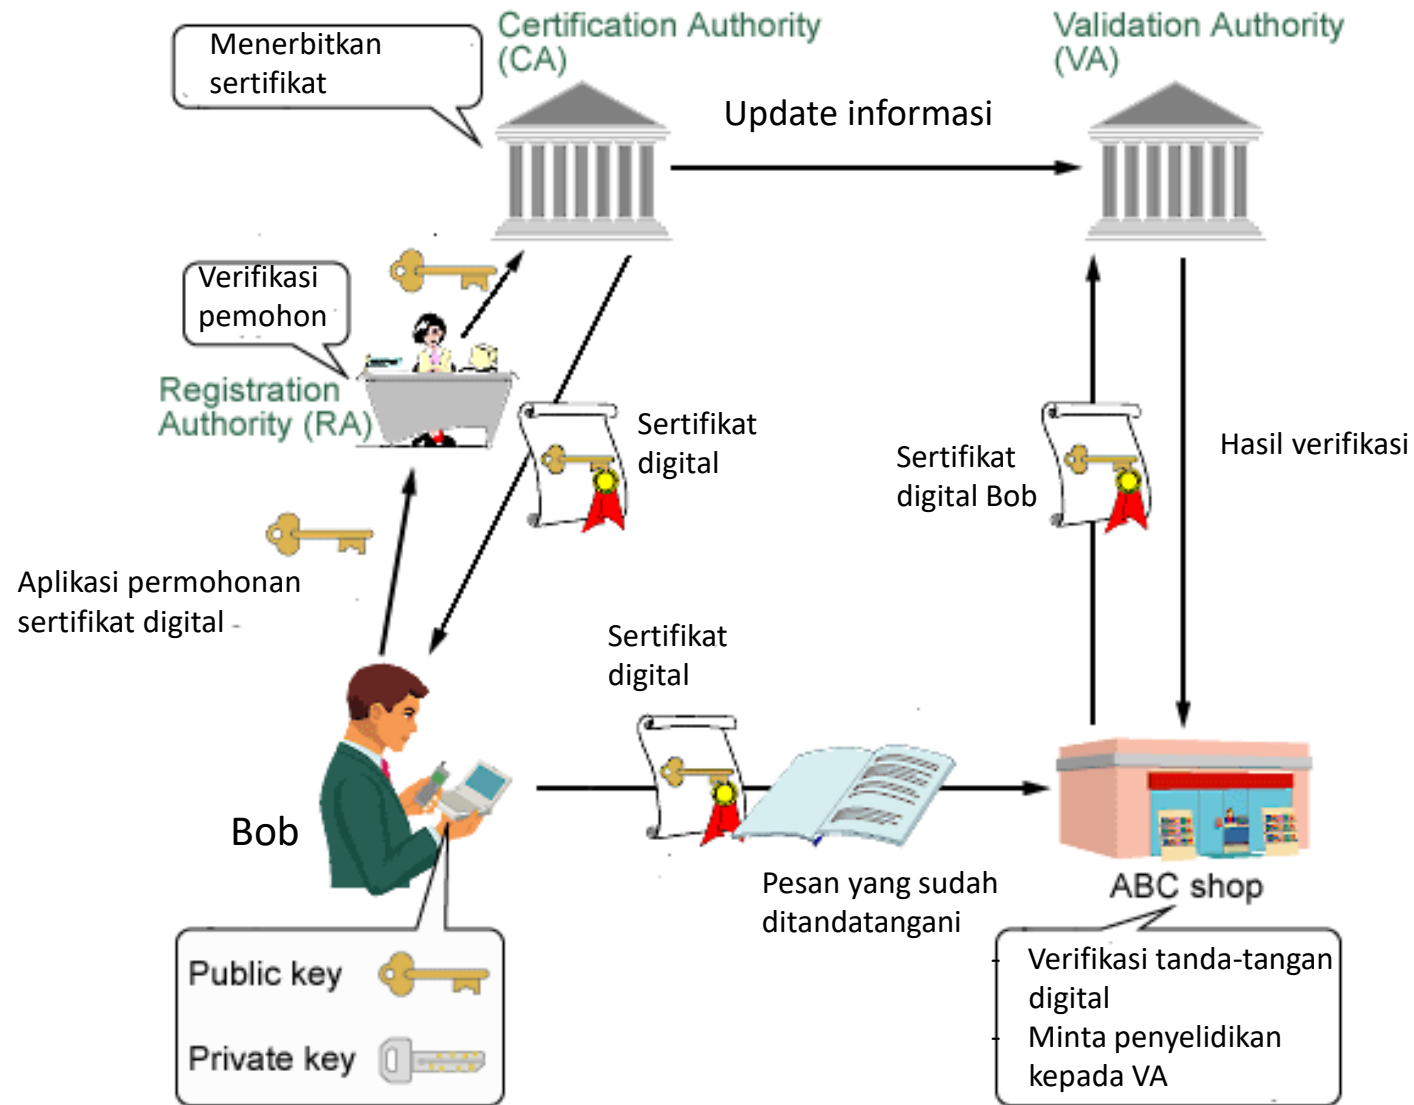 Menerbitkan
sertifikat
Certification Authority
(CA)
Validation Authority
(VA)
Update informasi
Verifikasi
pemohon
Registration
Authority (RA)
Sertifikat
digital
Sertifikat
digital Bob
Hasil verifikasi
Aplikasi permohonan
sertifikat digital
Sertifikat
digital
Bob
Pesan yang sudah
ditandatangani
ABC shop
Public key
Private key
- Verifikasi tanda-tangan
digital
- Minta penyelidikan
kepada VA